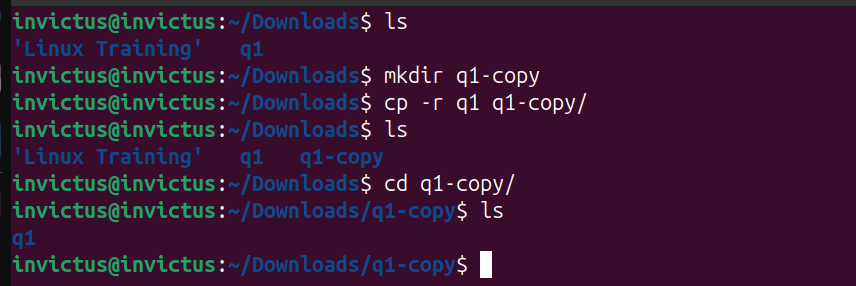 invictus@invictus:~/Downloads$ ls
'Linux Training'   q1
invictus@invictus:~/Downloads$ mkdir q1-copy
invictus@invictus:~/Downloads$ cp -r q1 q1-copy/
invictus@invictus:~/Downloads$ ls
'Linux Training'   q1   q1-copy
invictus@invictus:~/Downloads$ cd q1-copy/
invictus@invictus:~/Downloads/q1-copy$ ls
q1
invictus@invictus:~/Downloads/q1-copy$